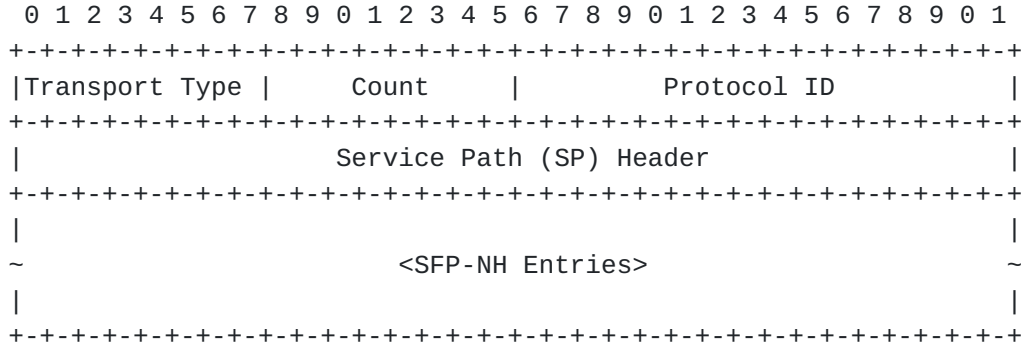 0 1 2 3 4 5 6 7 8 9 0 1 2 3 4 5 6 7 8 9 0 1 2 3 4 5 6 7 8 9 0 1
+-+-+-+-+-+-+-+-+-+-+-+-+-+-+-+-+-+-+-+-+-+-+-+-+-+-+-+-+-+-+-+-+
|Transport Type |     Count     |         Protocol ID           |
+-+-+-+-+-+-+-+-+-+-+-+-+-+-+-+-+-+-+-+-+-+-+-+-+-+-+-+-+-+-+-+-+
|                    Service Path (SP) Header                   |
+-+-+-+-+-+-+-+-+-+-+-+-+-+-+-+-+-+-+-+-+-+-+-+-+-+-+-+-+-+-+-+-+
|                                                               |
~                        <SFP-NH Entries>                       ~
|                                                               |
+-+-+-+-+-+-+-+-+-+-+-+-+-+-+-+-+-+-+-+-+-+-+-+-+-+-+-+-+-+-+-+-+